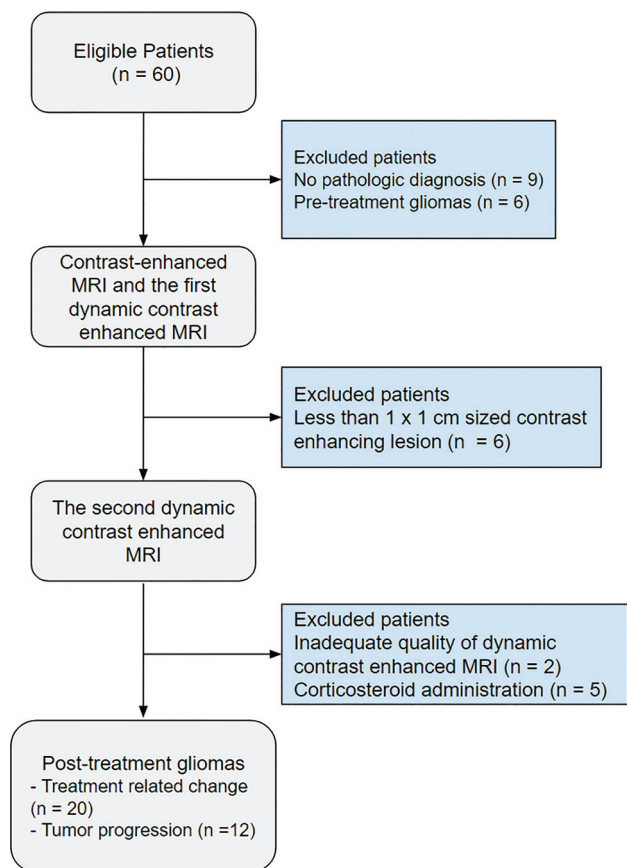 Eligible Patients
(n = 60)
Excluded patients
No pathologic diagnosis (n = 9)
Pre-treatment gliomas (n = 6)
Contrast-enhanced
MRI and the first
dynamic contrast
enhanced MRI
Excluded patients
Less than 1 x 1 cm sized contrast
enhancing lesion (n = 6)
The second dynamic
contrast enhanced
MRI
Excluded patients
Inadequate quality of dynamic
contrast enhanced MRI (n = 2)
Corticosteroid administration (n = 5)
Post-treatment gliomas
- Treatment related change
(n = 20)
- Tumor progression (n =12)